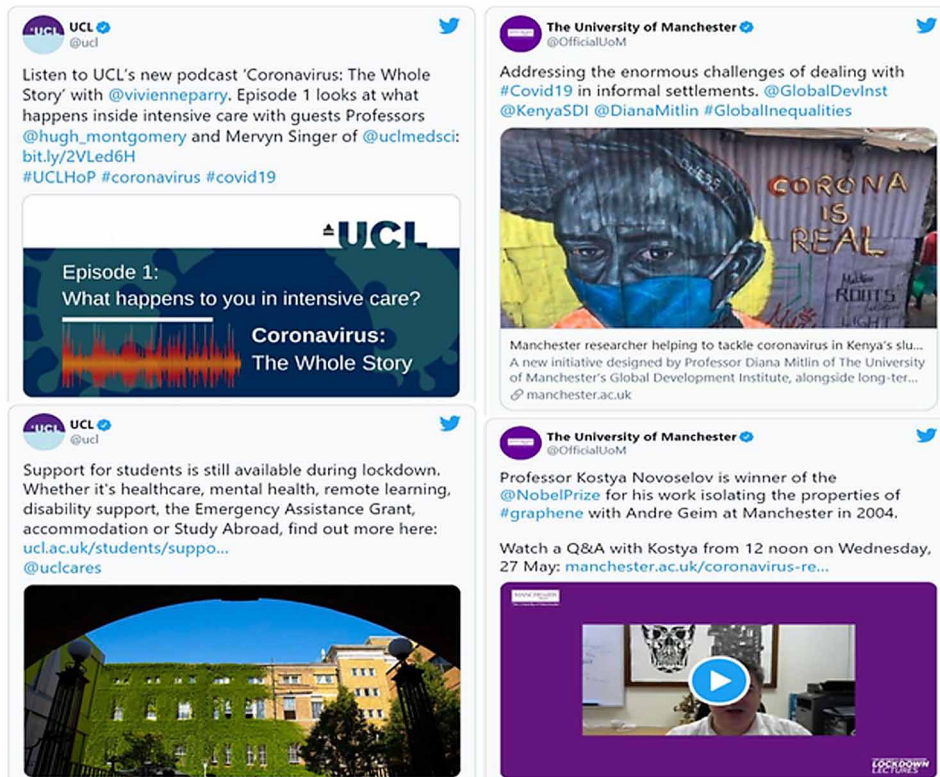 UCL
@ucl
Listen to UCL's new podcast 'Coronavirus: The Whole
Story' with @vivienneparry. Episode 1 looks at what
happens inside intensive care with guests Professors
@hugh_montgomery and Mervyn Singer of @uclmedsci:
bit.ly/2VLed6H
#UCLHoP #coronavirus #covid19
UCL
Episode 1:
What happens to you in intensive care?
Coronavirus:
The Whole Story
The University of Manchester
@OfficialUoM
Addressing the enormous challenges of dealing with
#Covid19 in informal settlements. @GlobalDevInst
@KenyaSDI @DianaMitlin #GlobalInequalities
CORONA
IS
REAL
ROOTS
Manchester researcher helping to tackle coronavirus in Kenya's slu...
A new initiative designed by Professor Diana Mitlin of The University
of Manchester's Global Development Institute, alongside long-ter...
manchester.ac.uk
UCL
@ucl
Support for students is still available during lockdown.
Whether it's healthcare, mental health, remote learning,
disability support, the Emergency Assistance Grant,
accommodation or Study Abroad, find out more here:
ucl.ac.uk/students/suppo...
@uclcares
The University of Manchester
@OfficialUoM
Professor Kostya Novoselov is winner of the
@NobelPrize for his work isolating the properties of
#graphene with Andre Geim at Manchester in 2004.
Watch a Q&A with Kostya from 12 noon on Wednesday,
27 May: manchester.ac.uk/coronavirus-re...
MANCHESTER
LOCKDOWN
LECTURES